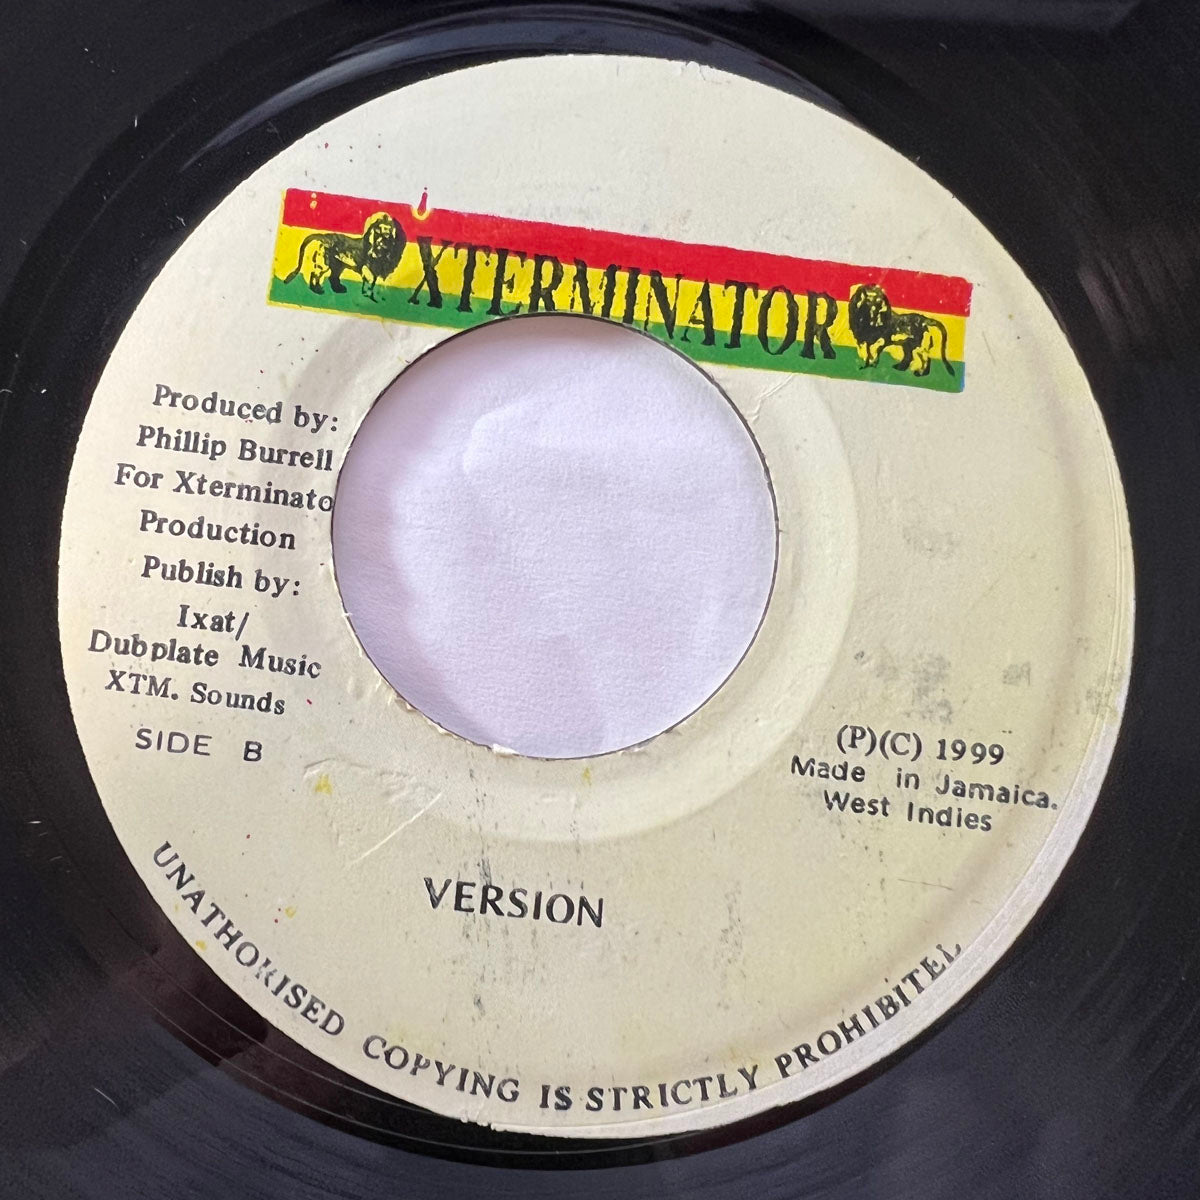 XTERMINATOR
Produced by:
Phillip Burrell
For Xterminato
Production
Publish by:
Ixat/
Dubplate Music
XTM. Sounds
SIDE B
(P)(C) 1999
Made in Jamaica.
West Indies
VERSION
UNATHORISED COPYING IS STRICTLY PROHIBITED